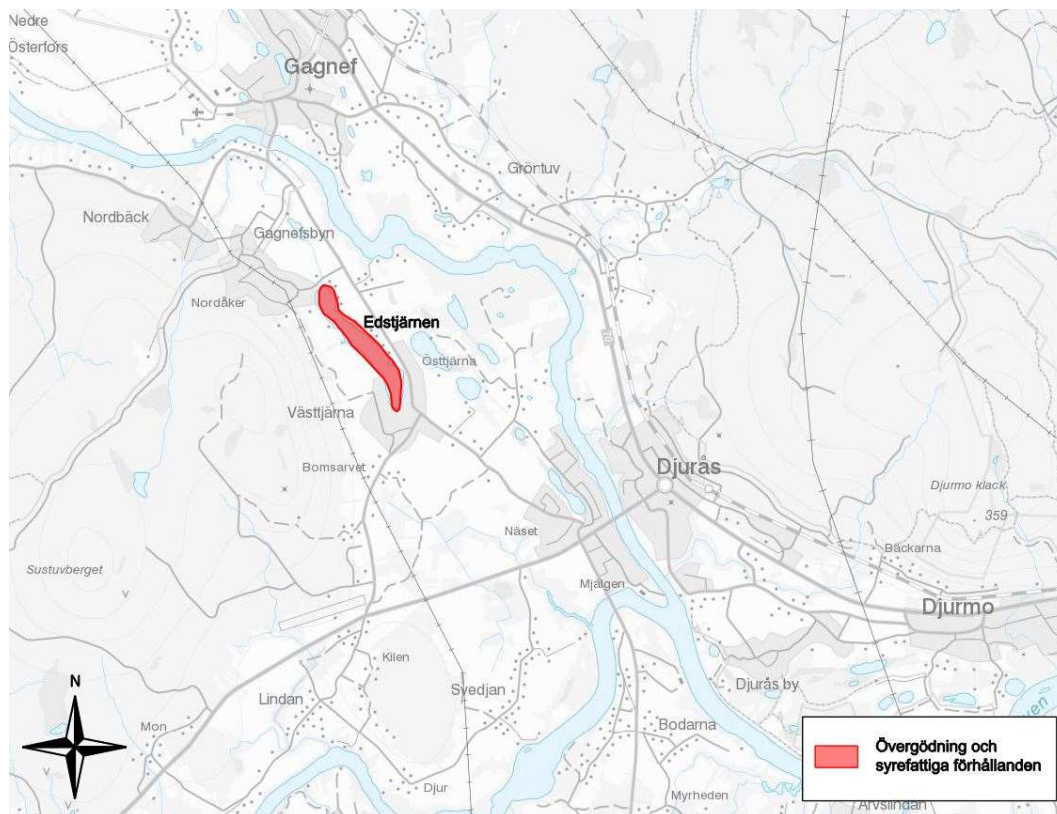 Nedre
Österfors
Gagnef
Gröntuv
Nordbäck
Gagnefsbyn
Nordåker
Edstjärnen
Östtjärna
Västtjärna
Bomsarvet
Djurås
Djurmo klack
359
Näset
Bäckarna
Sustuvberget
Mjälgen
Djurmo
Kilen
Lindan
Svedjan
Djurås by
N
Mon
Bodarna
Övergödning och
syrefattiga förhållanden
Djur
Myrheden
Arvslindan